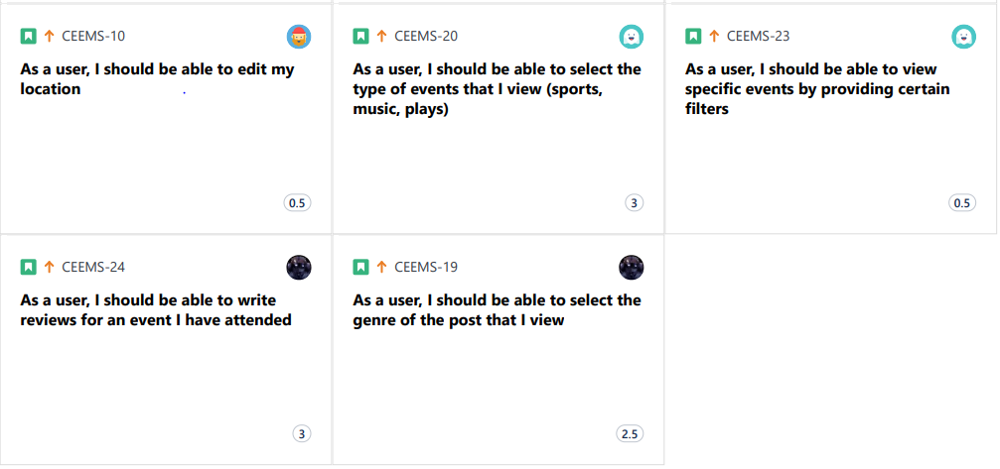 CEEMS-10
As a user, I should be able to edit my
location .
0.5
CEEMS-20
As a user, I should be able to select the
type of events that I view (sports,
music, plays)
3
CEEMS-23
As a user, I should be able to view
specific events by providing certain
filters
0.5
CEEMS-24
As a user, I should be able to write
reviews for an event I have attended
3
CEEMS-19
As a user, I should be able to select the
genre of the post that I view
2.5